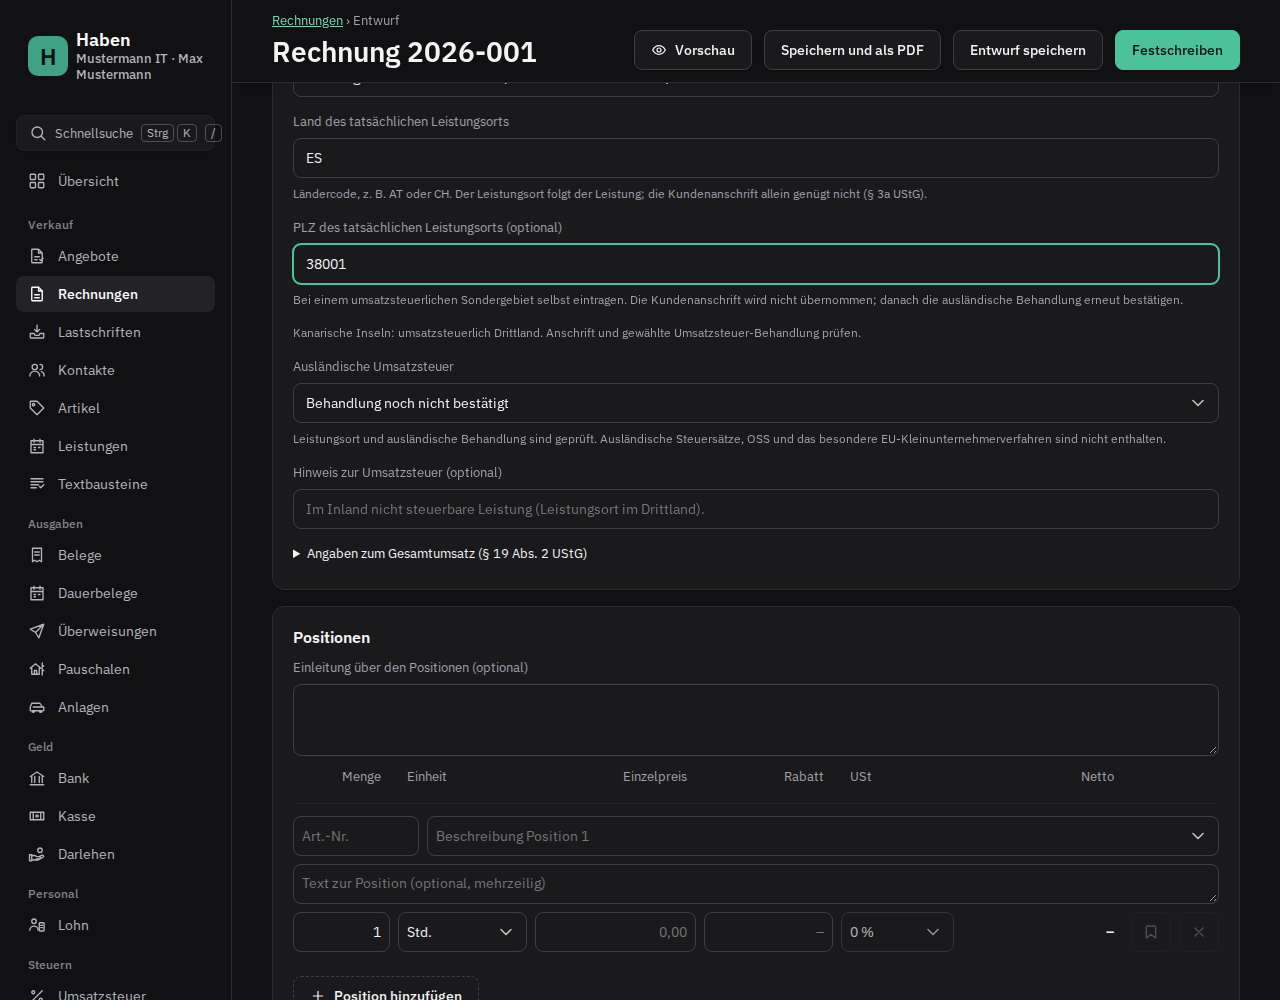 Rechnungen › Entwurf
Rechnung 2026-001
Vorschau
Speichern und als PDF
Entwurf speichern
Festschreiben
H
Haben
Mustermann IT · Max
Mustermann
Schnellsuche Strg K /
Übersicht
Verkauf
Angebote
Rechnungen
Lastschriften
Kontakte
Artikel
Leistungen
Textbausteine
Ausgaben
Belege
Dauerbelege
Überweisungen
Pauschalen
Anlagen
Geld
Bank
Kasse
Darlehen
Personal
Lohn
Steuern
Umsatzsteuer
Land des tatsächlichen Leistungsorts
ES
Ländercode, z. B. AT oder CH. Der Leistungsort folgt der Leistung; die Kundenanschrift allein genügt nicht (§ 3a UStG).
PLZ des tatsächlichen Leistungsorts (optional)
38001
Bei einem umsatzsteuerlichen Sondergebiet selbst eintragen. Die Kundenanschrift wird nicht übernommen; danach die ausländische Behandlung erneut bestätigen.
Kanarische Inseln: umsatzsteuerlich Drittland. Anschrift und gewählte Umsatzsteuer-Behandlung prüfen.
Ausländische Umsatzsteuer
Behandlung noch nicht bestätigt
Leistungsort und ausländische Behandlung sind geprüft. Ausländische Steuersätze, OSS und das besondere EU-Kleinunternehmerverfahren sind nicht enthalten.
Hinweis zur Umsatzsteuer (optional)
Im Inland nicht steuerbare Leistung (Leistungsort im Drittland).
Angaben zum Gesamtumsatz (§ 19 Abs. 2 UStG)
Positionen
Einleitung über den Positionen (optional)
Menge Einheit Einzelpreis Rabatt USt Netto
Art.-Nr. Beschreibung Position 1
Text zur Position (optional, mehrzeilig)
1 Std. 0,00 – 0 % –
Position hinzufügen